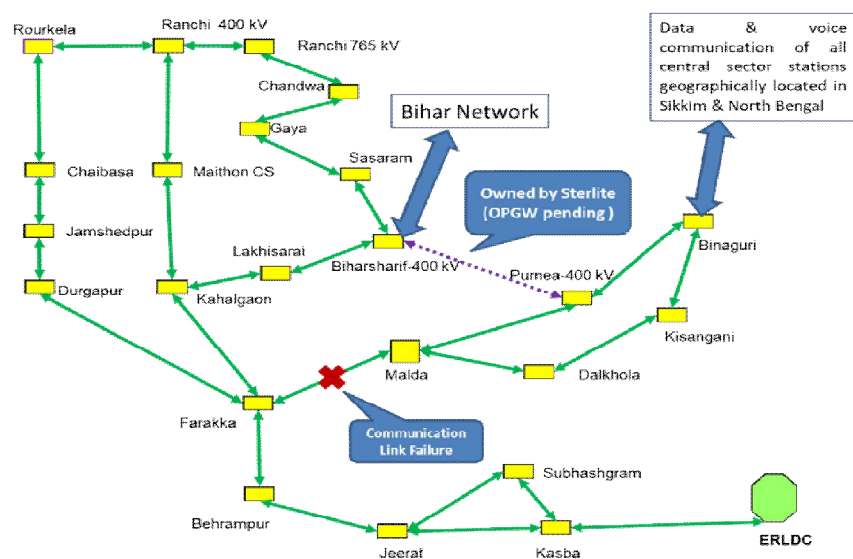 Rourkela
Ranchi 400 kV
Ranchi 765 kV
Data & voice
communication of all
central sector stations
geographically located in
Sikkim & North Bengal
Chandwa
Bihar Network
Gaya
Sasaram
Chaibasa
Maithon CS
Owned by Sterlite
(OPGW pending )
Jamshedpur
Lakhisarai
Binaguri
Biharsharif-400 kV
Purnea-400 kV
Durgapur
Kahalgaon
Kisangani
Malda
Dalkhola
Farakka
Communication
Link Failure
Subhashgram
Behrampur
Jeerat
Kasba
ERLDC